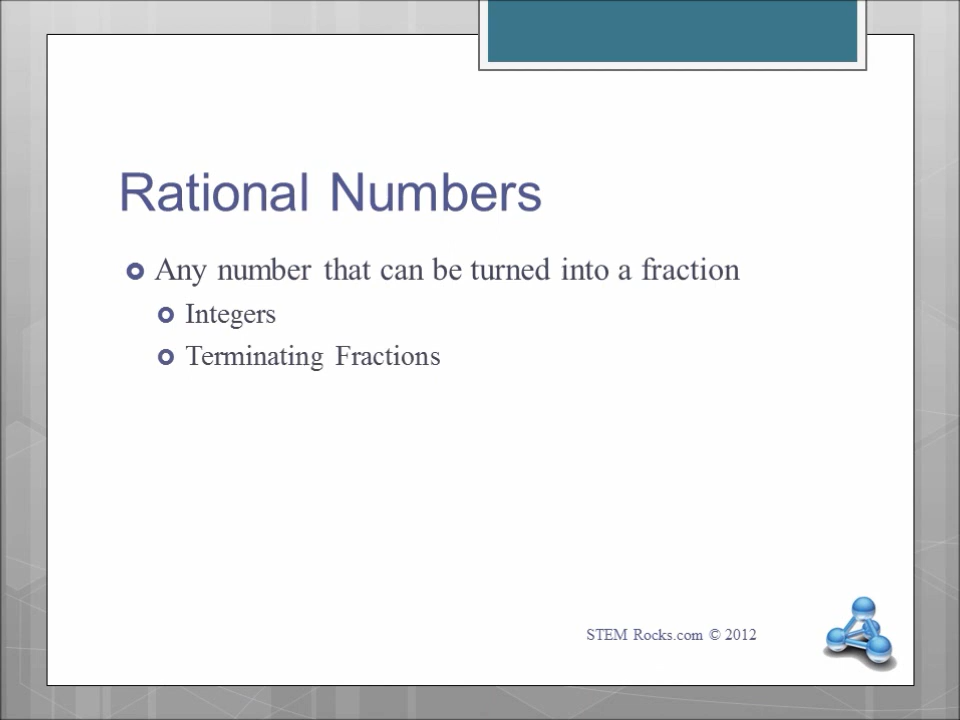 Rational Numbers
Any number that can be turned into a fraction
Integers
Terminating Fractions
STEM Rocks.com © 2012